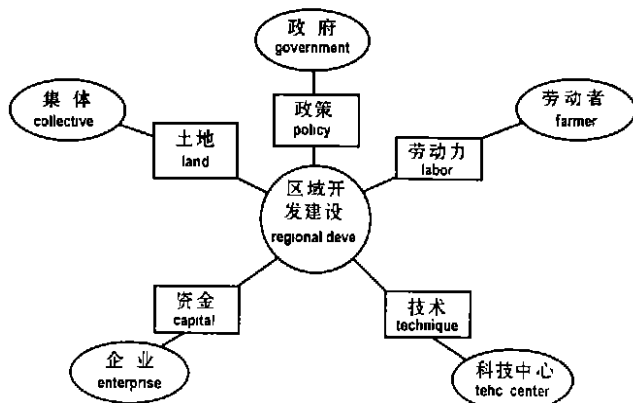 政府
government
集体
collective
劳动者
farmer
政策
policy
土地
land
劳动力
labor
区域开
发建设
regional deve
资金
capital
技术
technique
企业
enterprise
科技中心
tehc center